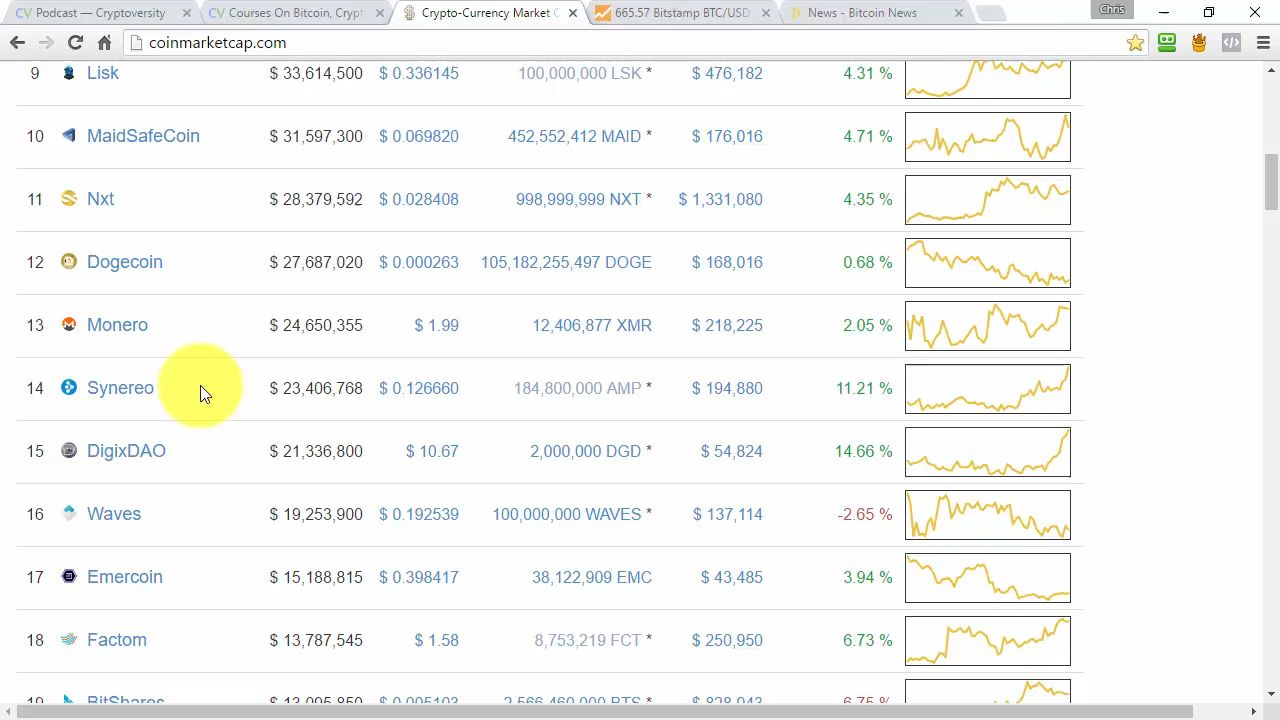 Podcast — Cryptoversity
Courses On Bitcoin, Crypt
Crypto-Currency Market C
665.57 Bitstamp BTC/USD
News - Bitcoin News
Chris
coinmarketcap.com
9 Lisk $ 33,614,500 $ 0.336145 100,000,000 LSK * $ 476,182 4.31 %
10 MaidSafeCoin $ 31,597,300 $ 0.069820 452,552,412 MAID * $ 176,016 4.71 %
11 Nxt $ 28,379,592 $ 0.028408 998,999,999 NXT * $ 1,331,080 4.35 %
12 Dogecoin $ 27,687,020 $ 0.000263 105,182,255,497 DOGE $ 168,016 0.68 %
13 Monero $ 24,650,355 $ 1.99 12,406,877 XMR $ 218,225 2.05 %
14 Synereo $ 23,406,768 $ 0.126660 184,800,000 AMP * $ 194,880 11.21 %
15 DigixDAO $ 21,336,800 $ 10.67 2,000,000 DGD * $ 54,824 14.66 %
16 Waves $ 19,253,900 $ 0.192539 100,000,000 WAVES * $ 137,114 -2.65 %
17 Emercoin $ 15,188,815 $ 0.398417 38,122,909 EMC $ 43,485 3.94 %
18 Factom $ 13,787,545 $ 1.58 8,753,219 FCT * $ 250,950 6.73 %
19 BitShares $ 0.005103 2,566,460,000 BTS *